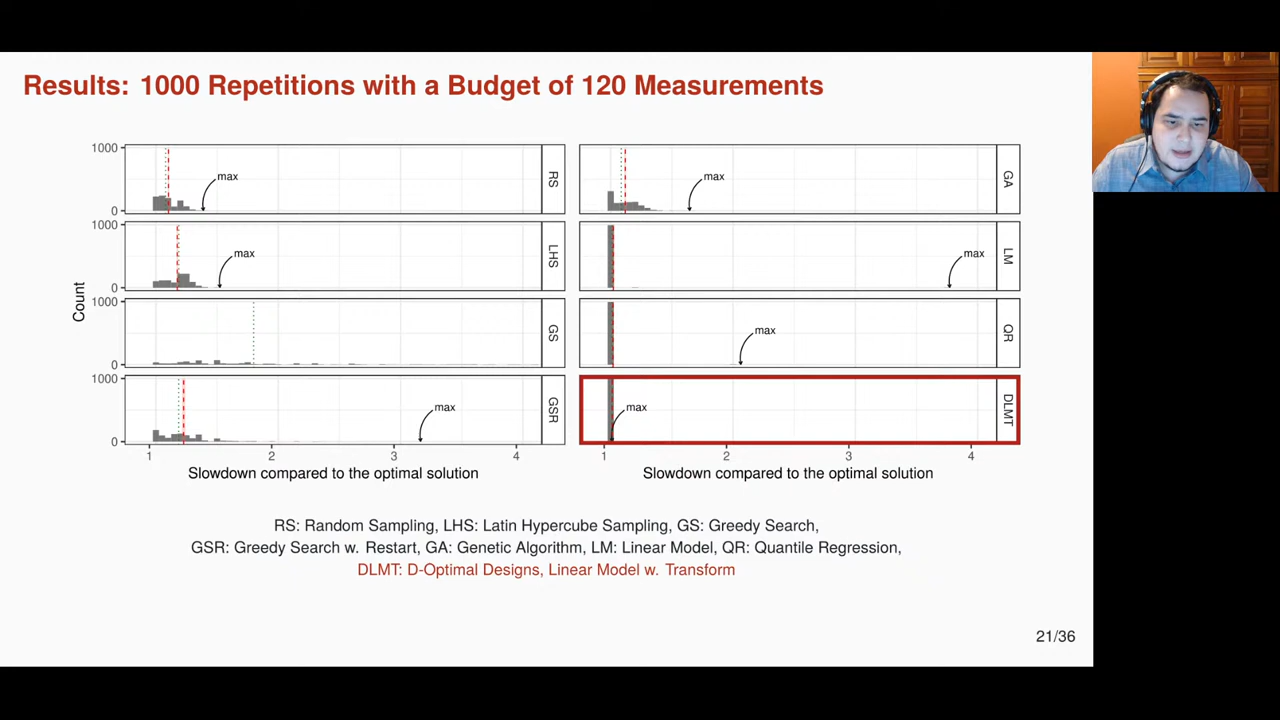 Results: 1000 Repetitions with a Budget of 120 Measurements
Count
1000
0
max
RS
1000
0
max
LHS
1000
0
GS
1000
0
max
GSR
1
2
3
4
Slowdown compared to the optimal solution
max
GA
max
LM
max
QR
max
DLMT
1
2
3
4
Slowdown compared to the optimal solution
RS: Random Sampling, LHS: Latin Hypercube Sampling, GS: Greedy Search,
GSR: Greedy Search w. Restart, GA: Genetic Algorithm, LM: Linear Model, QR: Quantile Regression,
DLMT: D-Optimal Designs, Linear Model w. Transform
21/36